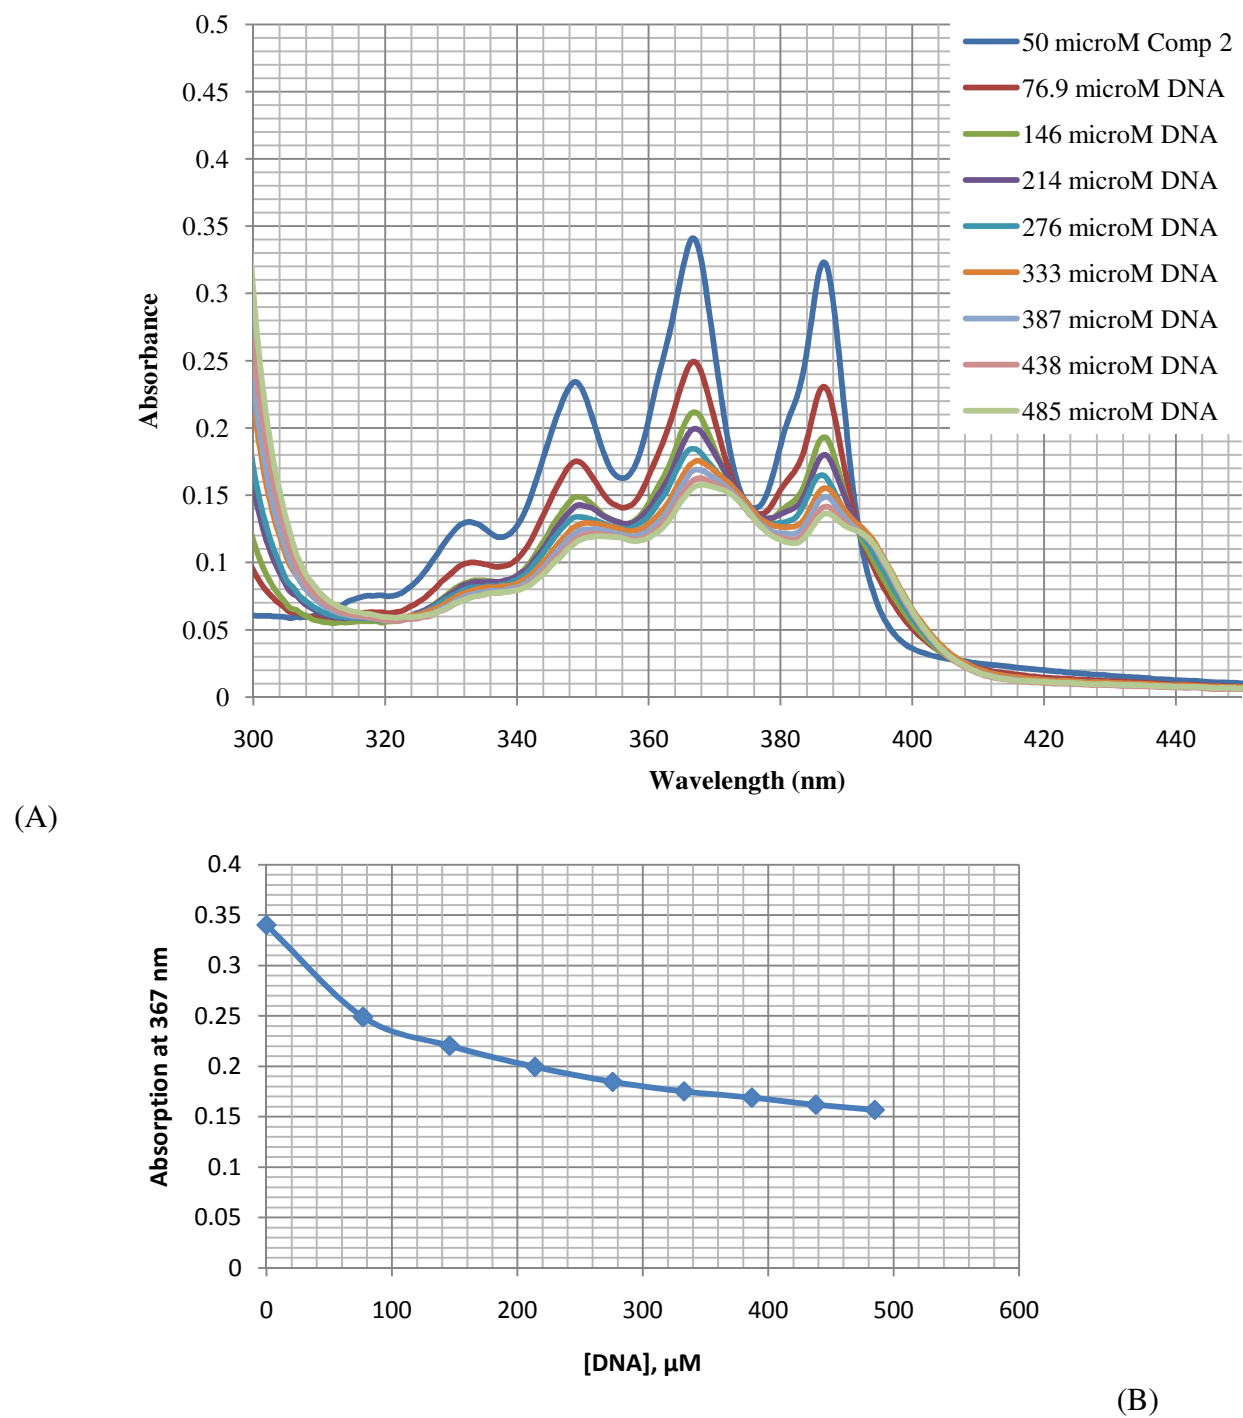 0.5
0.45
0.4
0.35
0.3
0.25
0.2
0.15
0.1
0.05
0
Absorbance
300 320 340 360 380 400 420 440
Wavelength (nm)
50 microM Comp 2
76.9 microM DNA
146 microM DNA
214 microM DNA
276 microM DNA
333 microM DNA
387 microM DNA
438 microM DNA
485 microM DNA
(A)
0.4
0.35
0.3
0.25
0.2
0.15
0.1
0.05
0
Absorption at 367 nm
0 100 200 300 400 500 600
[DNA], µM
(B)